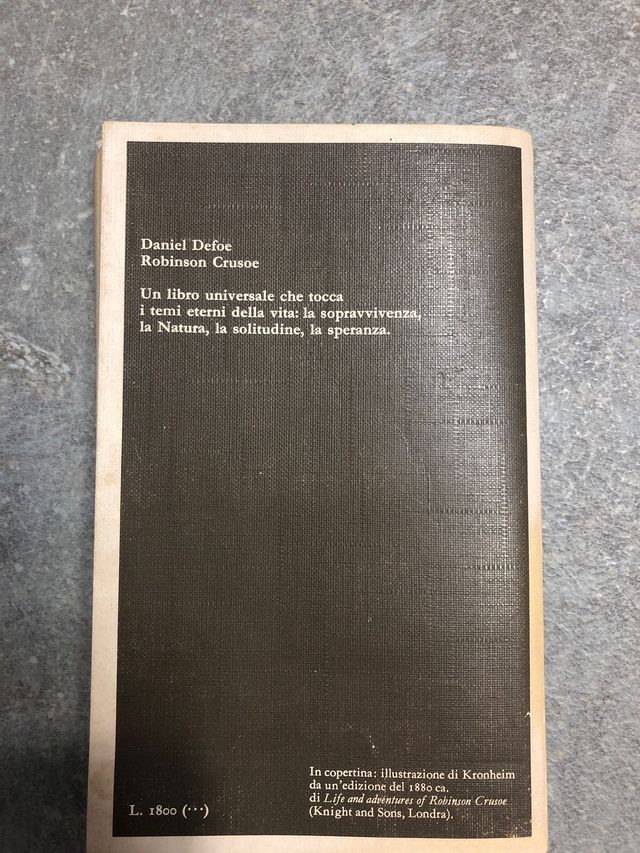 Daniel Defoe
Robinson Crusoe
Un libro universale che tocca
i temi eterni della vita: la sopravvivenza,
la Natura, la solitudine, la speranza.
In copertina: illustrazione di Kronheim
da un'edizione del 1880 ca.
di Life and adventures of Robinson Crusoe
(Knight and Sons, Londra).
L. 1800 (···)